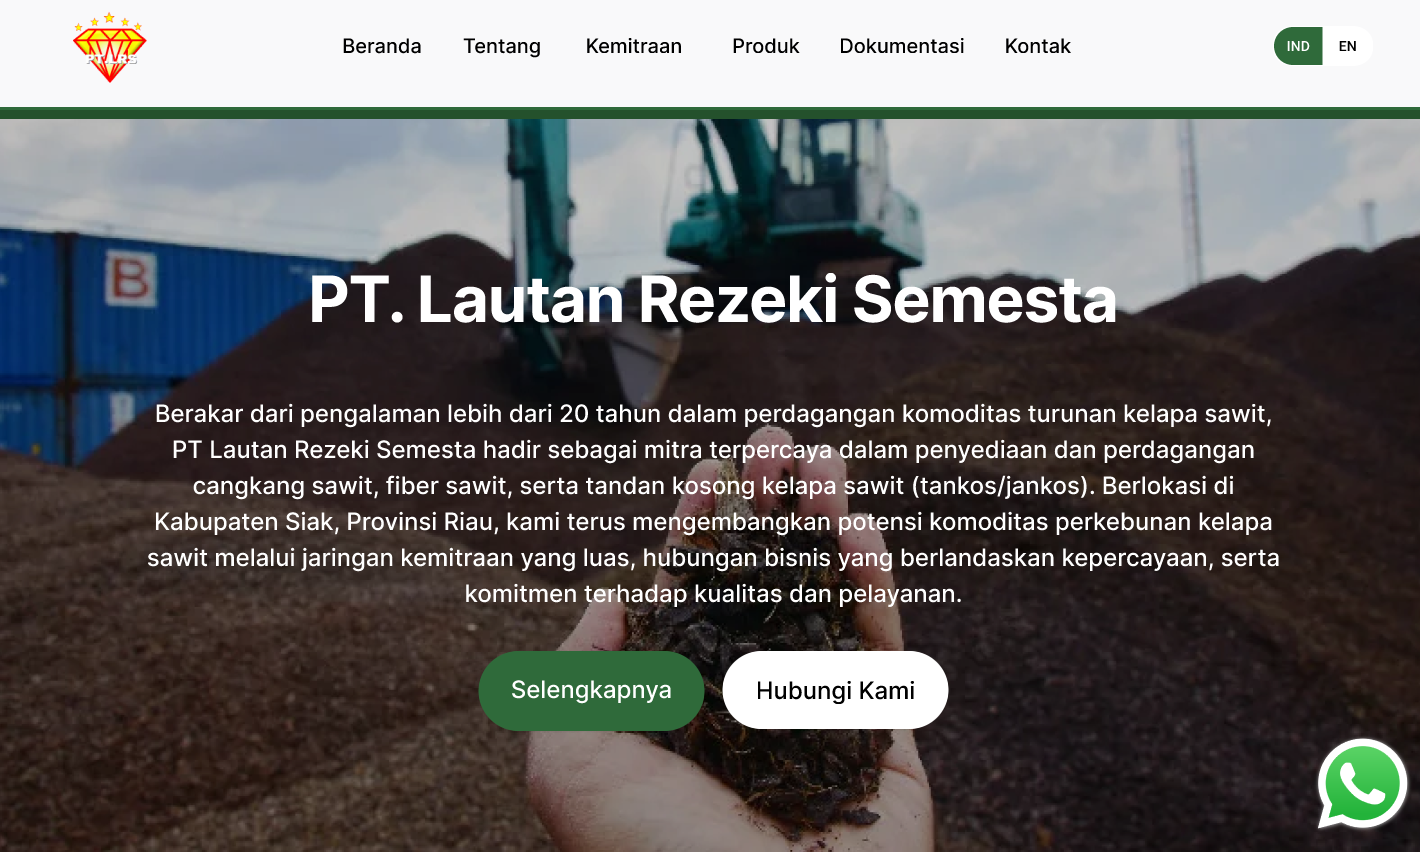 PT.LRS
Beranda Tentang Kemitraan Produk Dokumentasi Kontak
IND EN
B
PT. Lautan Rezeki Semesta
Berakar dari pengalaman lebih dari 20 tahun dalam perdagangan komoditas turunan kelapa sawit,
PT Lautan Rezeki Semesta hadir sebagai mitra terpercaya dalam penyediaan dan perdagangan
cangkang sawit, fiber sawit, serta tandan kosong kelapa sawit (tankos/jankos). Berlokasi di
Kabupaten Siak, Provinsi Riau, kami terus mengembangkan potensi komoditas perkebunan kelapa
sawit melalui jaringan kemitraan yang luas, hubungan bisnis yang berlandaskan kepercayaan, serta
komitmen terhadap kualitas dan pelayanan.
Selengkapnya Hubungi Kami